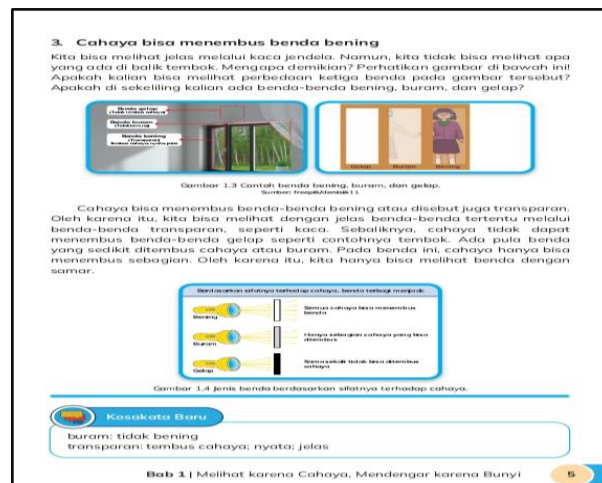 3. Cahaya bisa menembus benda bening
Kita bisa melihat jelas melalui kaca jendela. Namun, kita tidak bisa melihat apa
yang ada di balik tembok. Mengapa demikian? Perhatikan gambar di bawah ini!
Apakah kalian bisa melihat perbedaan ketiga benda pada gambar tersebut?
Apakah di sekeliling kalian ada benda-benda bening, buram, dan gelap?
Benda gelap
Benda buram
Benda bening
(Transparan)
Gelap Buram Bening
Gambar 1.3 Contoh benda bening, buram, dan gelap.
Sumber: freepik/
Cahaya bisa menembus benda-benda bening atau disebut juga transparan.
Oleh karena itu, kita bisa melihat dengan jelas benda-benda tertentu melalui
benda-benda transparan, seperti kaca. Sebaliknya, cahaya tidak dapat
menembus benda-benda gelap seperti contohnya tembok. Ada pula benda
yang sedikit ditembus cahaya atau buram. Pada benda ini, cahaya hanya bisa
menembus sebagian. Oleh karena itu, kita hanya bisa melihat benda dengan
samar.
Berdasarkan sifatnya terhadap cahaya, benda terbagi menjadi:
Bening
Semua cahaya bisa menembus
benda
Buram
Hanya sebagian cahaya yang bisa
ditembus
Gelap
Sama sekali tidak bisa ditembus
cahaya
Gambar 1.4 Jenis benda berdasarkan sifatnya terhadap cahaya.
Kosakata Baru
buram: tidak bening
transparan: tembus cahaya; nyata; jelas
Bab 1 | Melihat karena Cahaya, Mendengar karena Bunyi 5